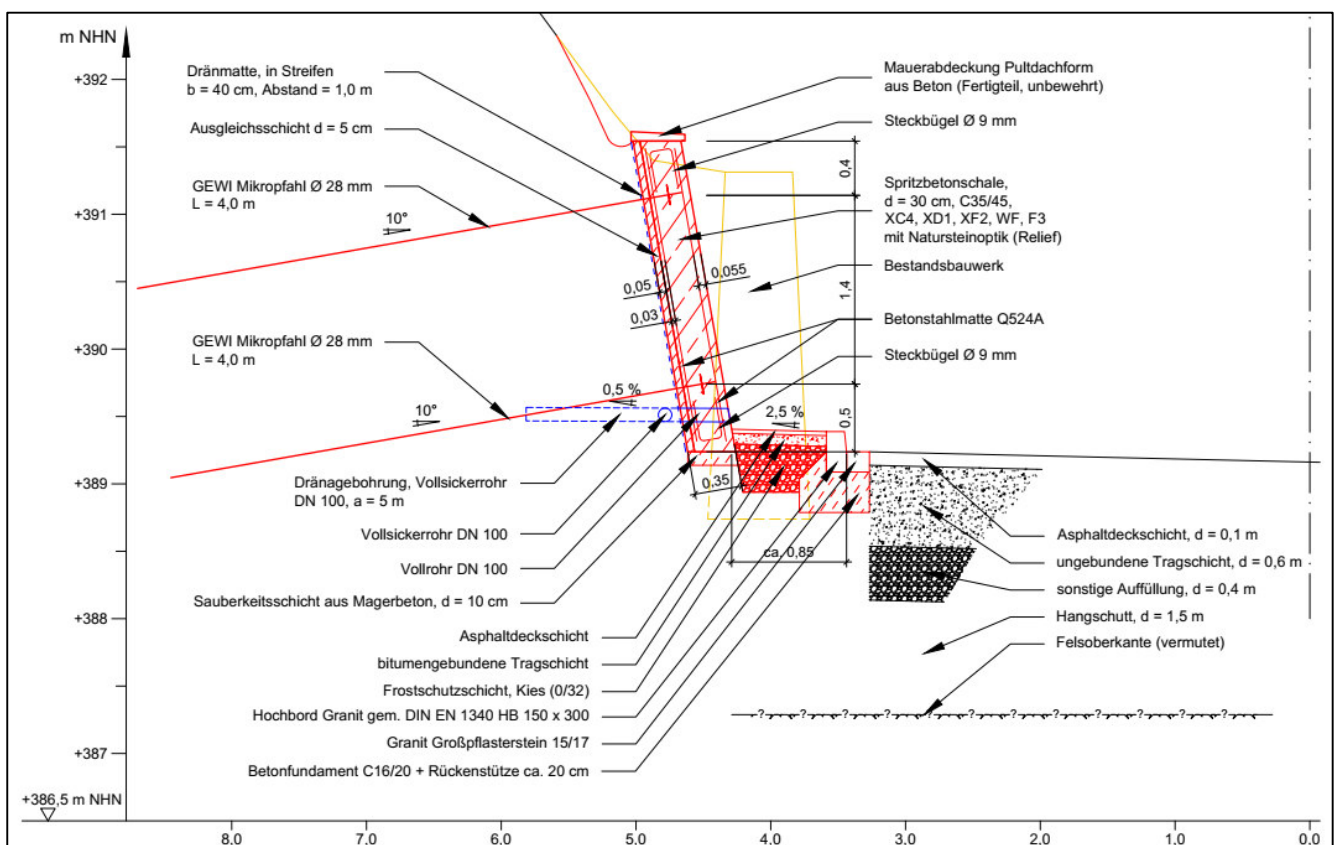 m NHN
+392
+391
+390
+389
+388
+387
+386,5 m NHN
Dränmatte, in Streifen
b = 40 cm, Abstand = 1,0 m
Ausgleichsschicht d = 5 cm
GEWI Mikropfahl Ø 28 mm
L = 4,0 m
10°
GEWI Mikropfahl Ø 28 mm
L = 4,0 m
10°
0,5 %
Dränagebohrung, Vollsickerrohr
DN 100, a = 5 m
Vollsickerrohr DN 100
Vollrohr DN 100
Sauberkeitsschicht aus Magerbeton, d = 10 cm
Asphaltdeckschicht
bitumengebundene Tragschicht
Frostschutzschicht, Kies (0/32)
Hochbord Granit gem. DIN EN 1340 HB 150 x 300
Granit Großpflasterstein 15/17
Betonfundament C16/20 + Rückenstütze ca. 20 cm
0,05
0,03
0,055
0,35
2,5 %
ca. 0,85
0,4
1,4
0,5
Mauerabdeckung Pultdachform
aus Beton (Fertigteil, unbewehrt)
Steckbügel Ø 9 mm
Spritzbetonschale,
d = 30 cm, C35/45,
XC4, XD1, XF2, WF, F3
mit Natursteinoptik (Relief)
Bestandsbauwerk
Betonstahlmatte Q524A
Steckbügel Ø 9 mm
Asphaltdeckschicht, d = 0,1 m
ungebundene Tragschicht, d = 0,6 m
sonstige Auffüllung, d = 0,4 m
Hangschutt, d = 1,5 m
Felsoberkante (vermutet)
? ? ? ? ? ? ? ? ? ? ?
8.0 7.0 6.0 5.0 4.0 3.0 2.0 1.0 0.0